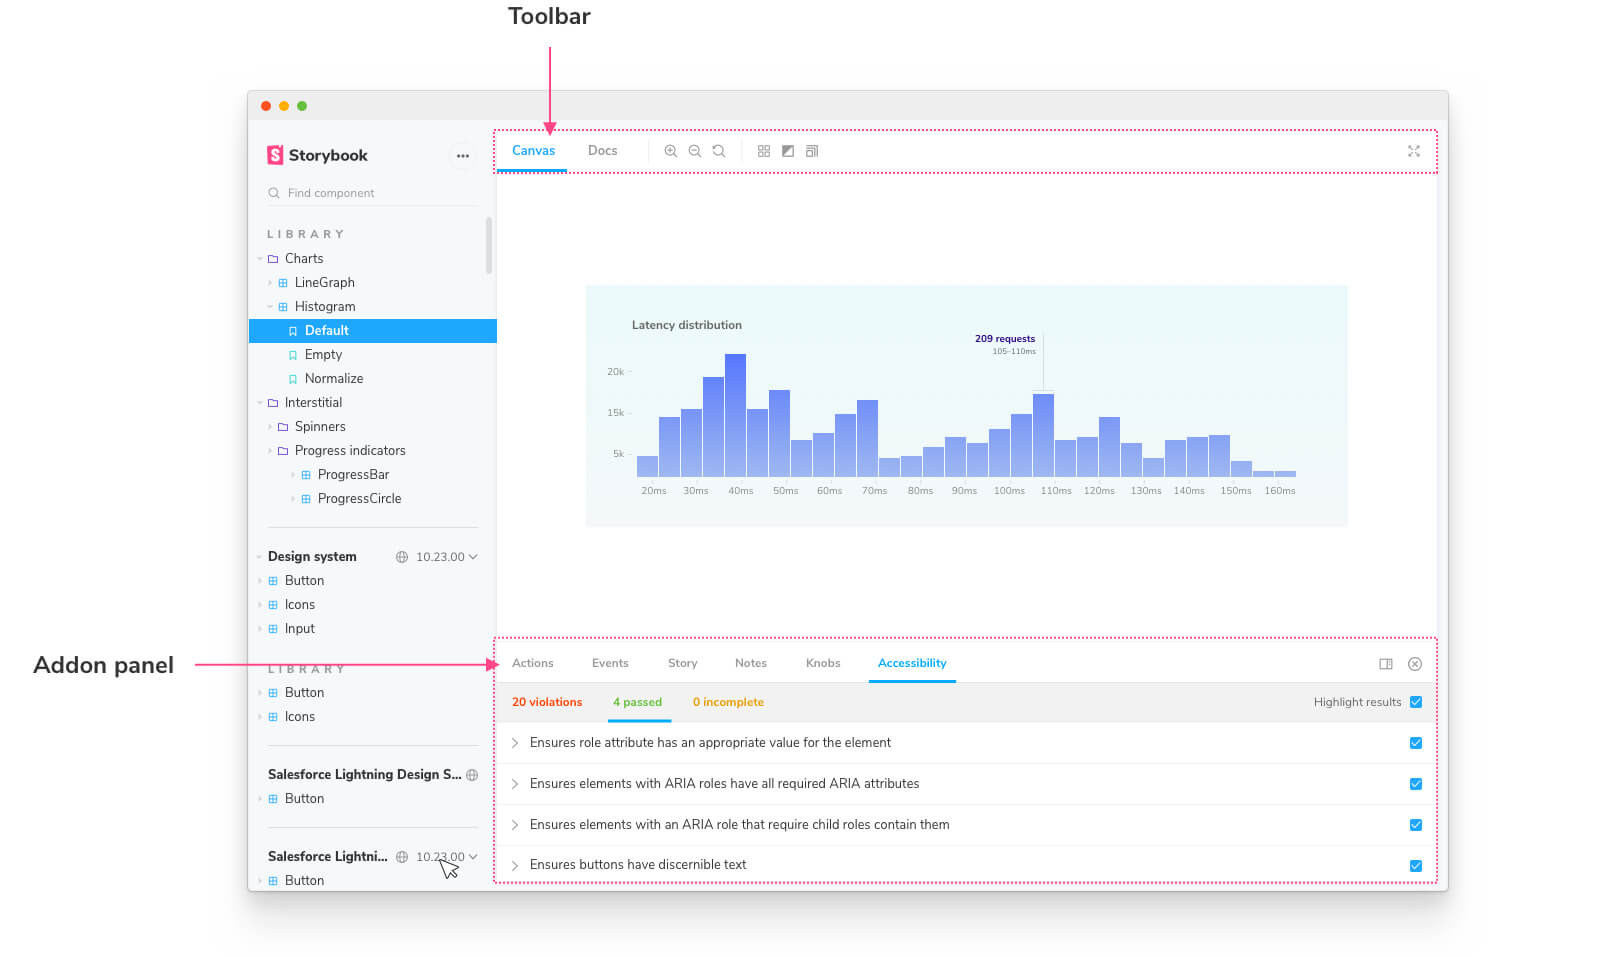 Toolbar
Storybook
Canvas Docs
Find component
LIBRARY
Charts
LineGraph
Histogram
Default
Empty
Normalize
Interstitial
Spinners
Progress indicators
ProgressBar
ProgressCircle
Design system 10.23.00
Button
Icons
Input
LIBRARY
Button
Icons
Salesforce Lightning Design S...
Button
Salesforce Lightni... 10.23.00
Button
Latency distribution
209 requests
105-110ms
20k
15k
5k
20ms 30ms 40ms 50ms 60ms 70ms 80ms 90ms 100ms 110ms 120ms 130ms 140ms 150ms 160ms
Addon panel
Actions Events Story Notes Knobs Accessibility
20 violations 4 passed 0 incomplete Highlight results
Ensures role attribute has an appropriate value for the element
Ensures elements with ARIA roles have all required ARIA attributes
Ensures elements with an ARIA role that require child roles contain them
Ensures buttons have discernible text